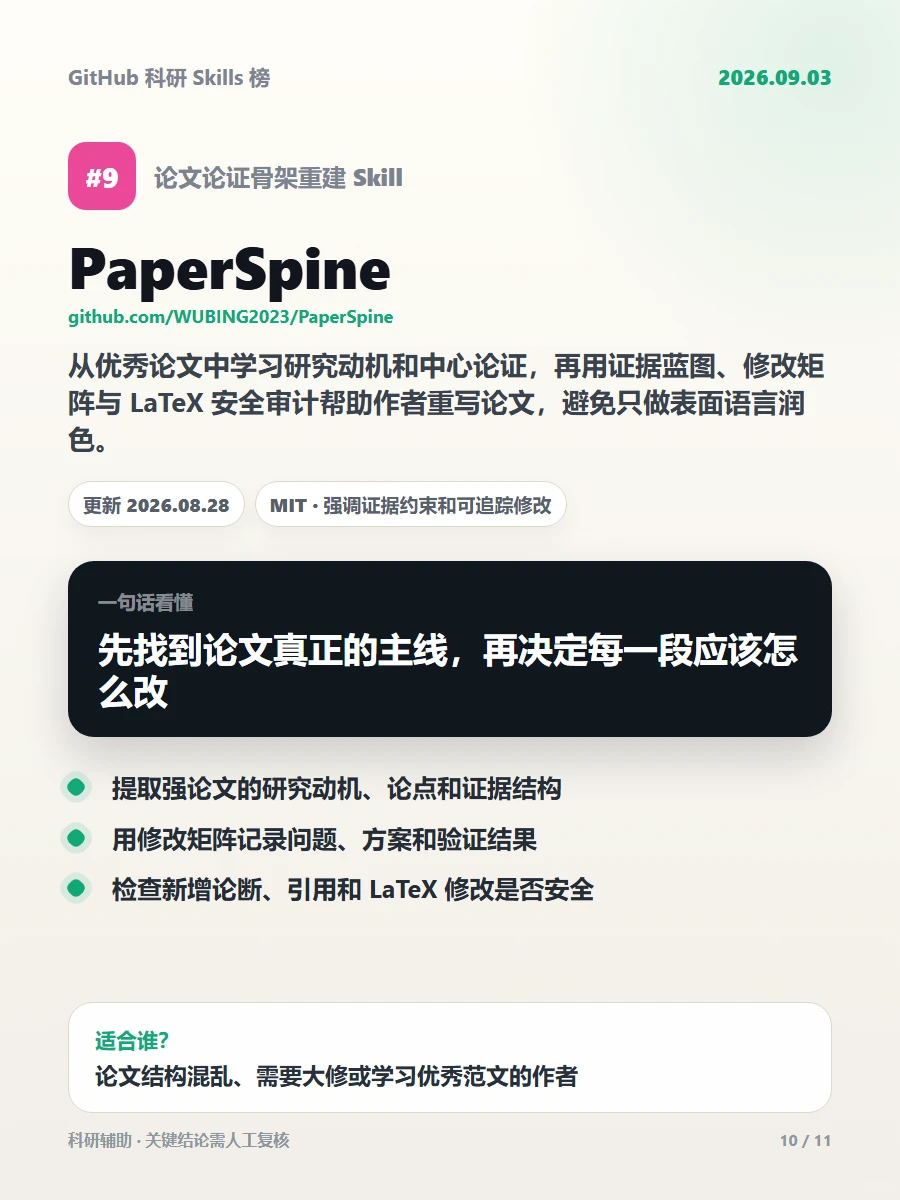 GitHub 科研 Skills 榜
2026.09.03
#9
论文论证骨架重建 Skill
PaperSpine
github.com/WUBING2023/PaperSpine
从优秀论文中学习研究动机和中心论证，再用证据蓝图、修改矩
阵与 LaTeX 安全审计帮助作者重写论文，避免只做表面语言润
色。
更新 2026.08.28
MIT · 强调证据约束和可追踪修改
一句话看懂
先找到论文真正的主线，再决定每一段应该怎
么改
提取强论文的研究动机、论点和证据结构
用修改矩阵记录问题、方案和验证结果
检查新增论断、引用和 LaTeX 修改是否安全
适合谁？
论文结构混乱、需要大修或学习优秀范文的作者
科研辅助 · 关键结论需人工复核
10 / 11